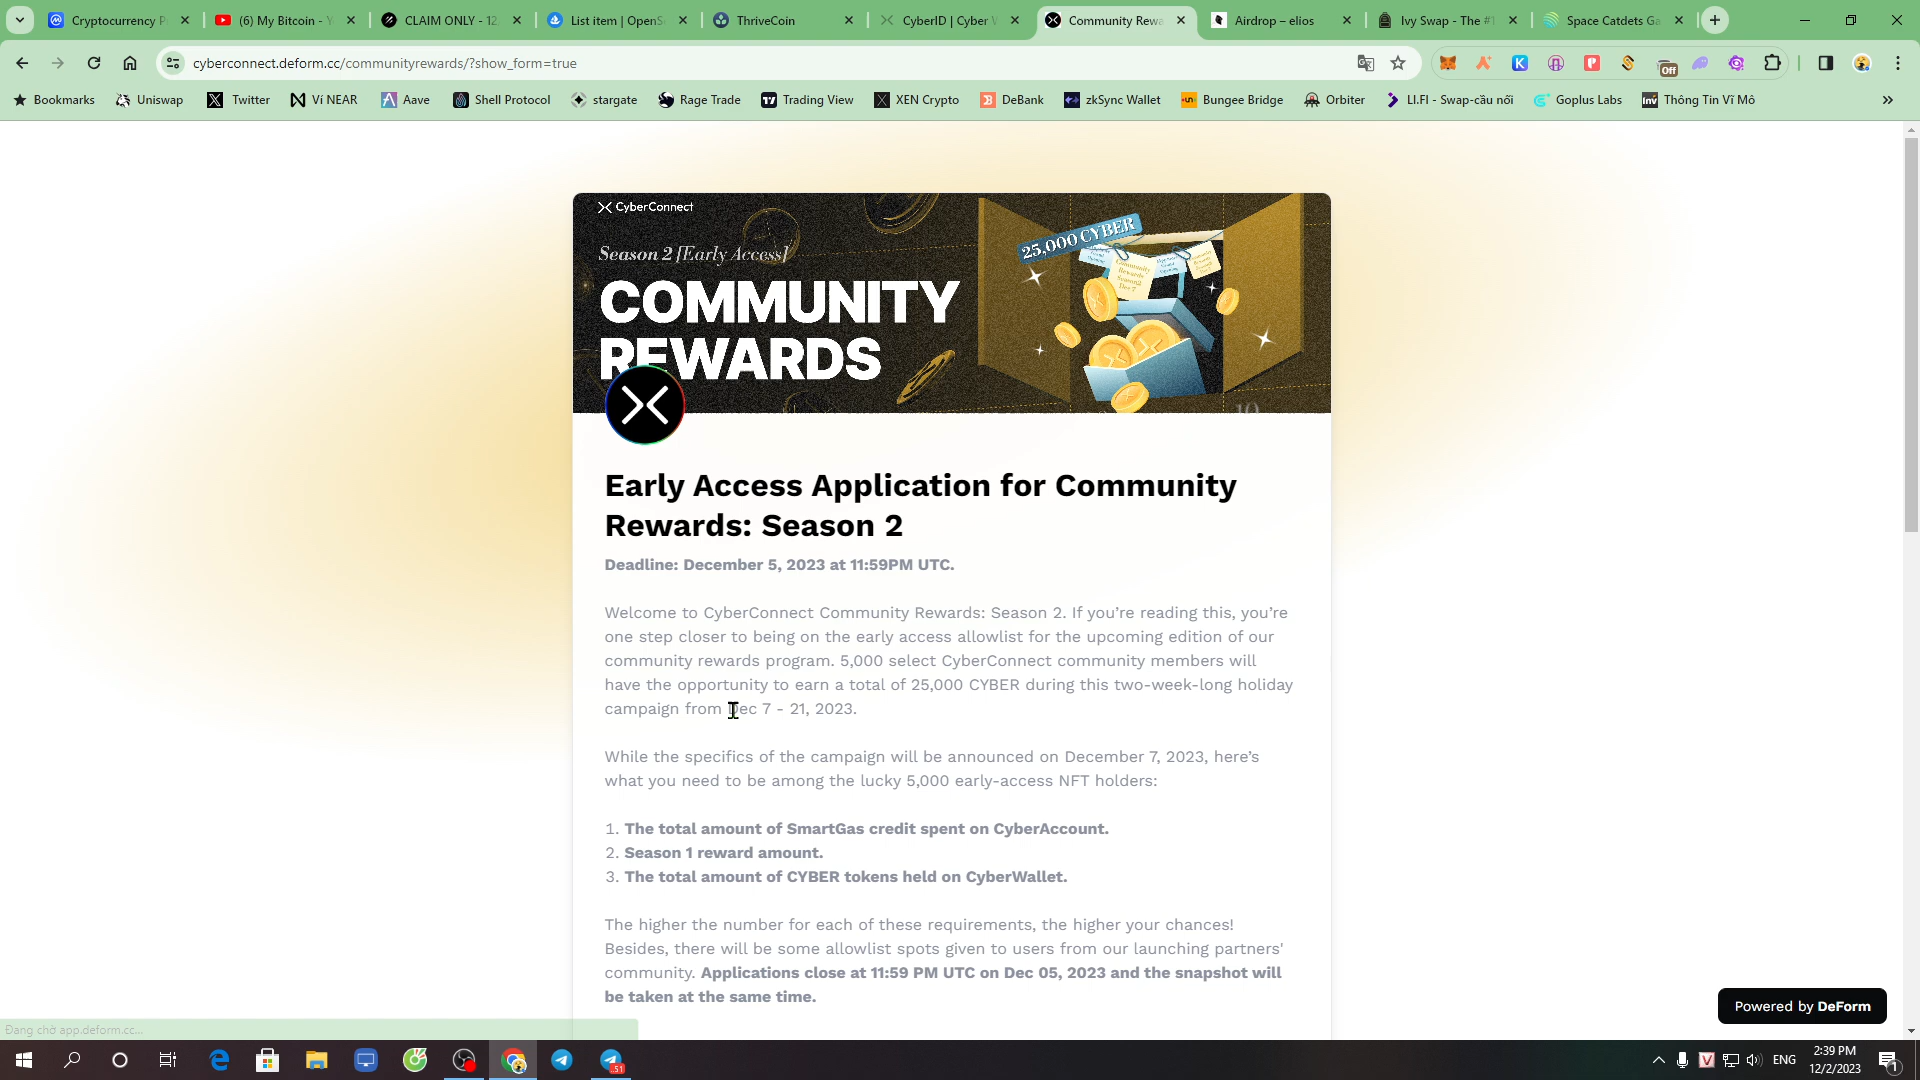 Cryptocurrency P
(6) My Bitcoin - Y
CLAIM ONLY - 12
List item | OpenS
ThriveCoin
CyberID | Cyber
Community Rewa
Airdrop – elios
Ivy Swap - The #1
Space Catdets Ga
cyberconnect.deform.cc/communityrewards/?show_form=true
Off
Bookmarks
Uniswap
Twitter
Ví NEAR
Aave
Shell Protocol
stargate
Rage Trade
Trading View
XEN Crypto
DeBank
zkSync Wallet
Bungee Bridge
Orbiter
LI.FI - Swap-cầu nối
Goplus Labs
Thông Tin Vĩ Mô
CyberConnect
Season 2 [Early Access]
COMMUNITY
REWARDS
25,000 CYBER
Early Access Application for Community
Rewards: Season 2
Deadline: December 5, 2023 at 11:59PM UTC.
Welcome to CyberConnect Community Rewards: Season 2. If you’re reading this, you’re
one step closer to being on the early access allowlist for the upcoming edition of our
community rewards program. 5,000 select CyberConnect community members will
have the opportunity to earn a total of 25,000 CYBER during this two-week-long holiday
campaign from Dec 7 - 21, 2023.
While the specifics of the campaign will be announced on December 7, 2023, here’s
what you need to be among the lucky 5,000 early-access NFT holders:
1. The total amount of SmartGas credit spent on CyberAccount.
2. Season 1 reward amount.
3. The total amount of CYBER tokens held on CyberWallet.
The higher the number for each of these requirements, the higher your chances!
Besides, there will be some allowlist spots given to users from our launching partners'
community. Applications close at 11:59 PM UTC on Dec 05, 2023 and the snapshot will
be taken at the same time.
Powered by DeForm
Đang chờ app.deform.cc...
51
ENG
2:39 PM
12/2/2023
1